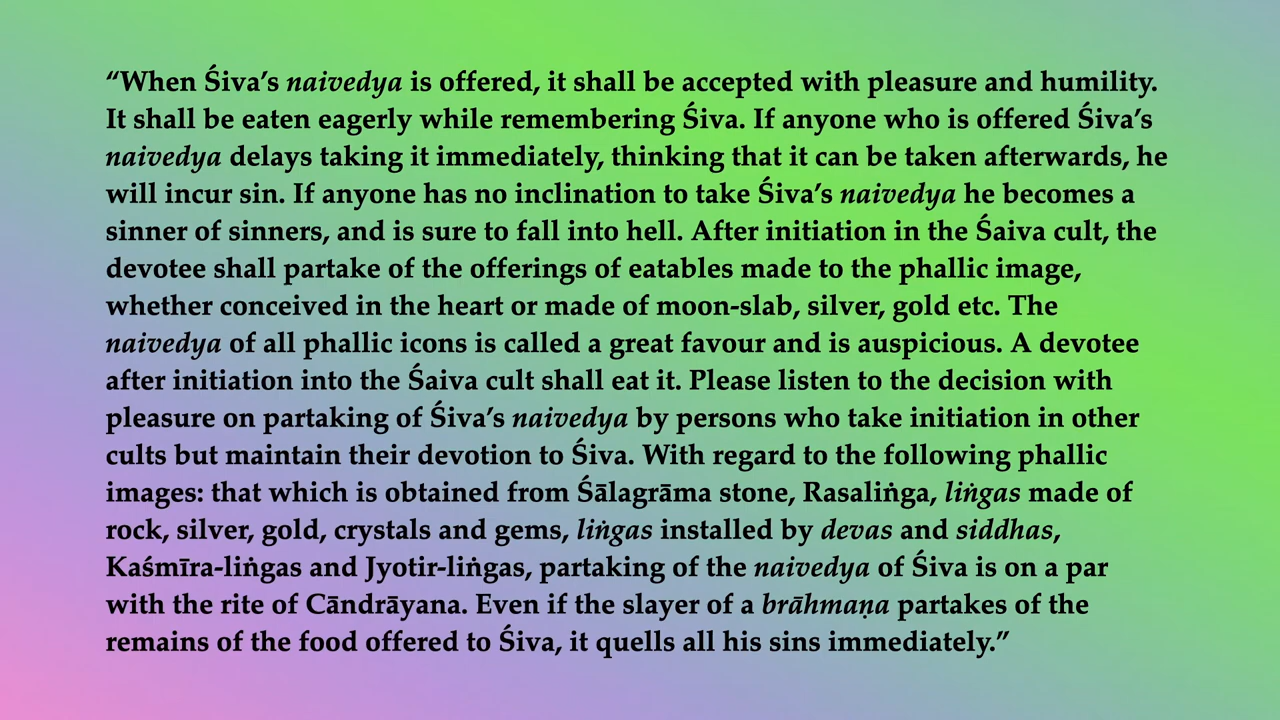 “When Śiva’s naivedya is offered, it shall be accepted with pleasure and humility.
It shall be eaten eagerly while remembering Śiva. If anyone who is offered Śiva’s
naivedya delays taking it immediately, thinking that it can be taken afterwards, he
will incur sin. If anyone has no inclination to take Śiva’s naivedya he becomes a
sinner of sinners, and is sure to fall into hell. After initiation in the Śaiva cult, the
devotee shall partake of the offerings of eatables made to the phallic image,
whether conceived in the heart or made of moon-slab, silver, gold etc. The
naivedya of all phallic icons is called a great favour and is auspicious. A devotee
after initiation into the Śaiva cult shall eat it. Please listen to the decision with
pleasure on partaking of Śiva’s naivedya by persons who take initiation in other
cults but maintain their devotion to Śiva. With regard to the following phallic
images: that which is obtained from Śālagrāma stone, Rasaliṅga, liṅgas made of
rock, silver, gold, crystals and gems, liṅgas installed by devas and siddhas,
Kaśmīra-liṅgas and Jyotir-liṅgas, partaking of the naivedya of Śiva is on a par
with the rite of Cāndrāyana. Even if the slayer of a brāhmaṇa partakes of the
remains of the food offered to Śiva, it quells all his sins immediately.”